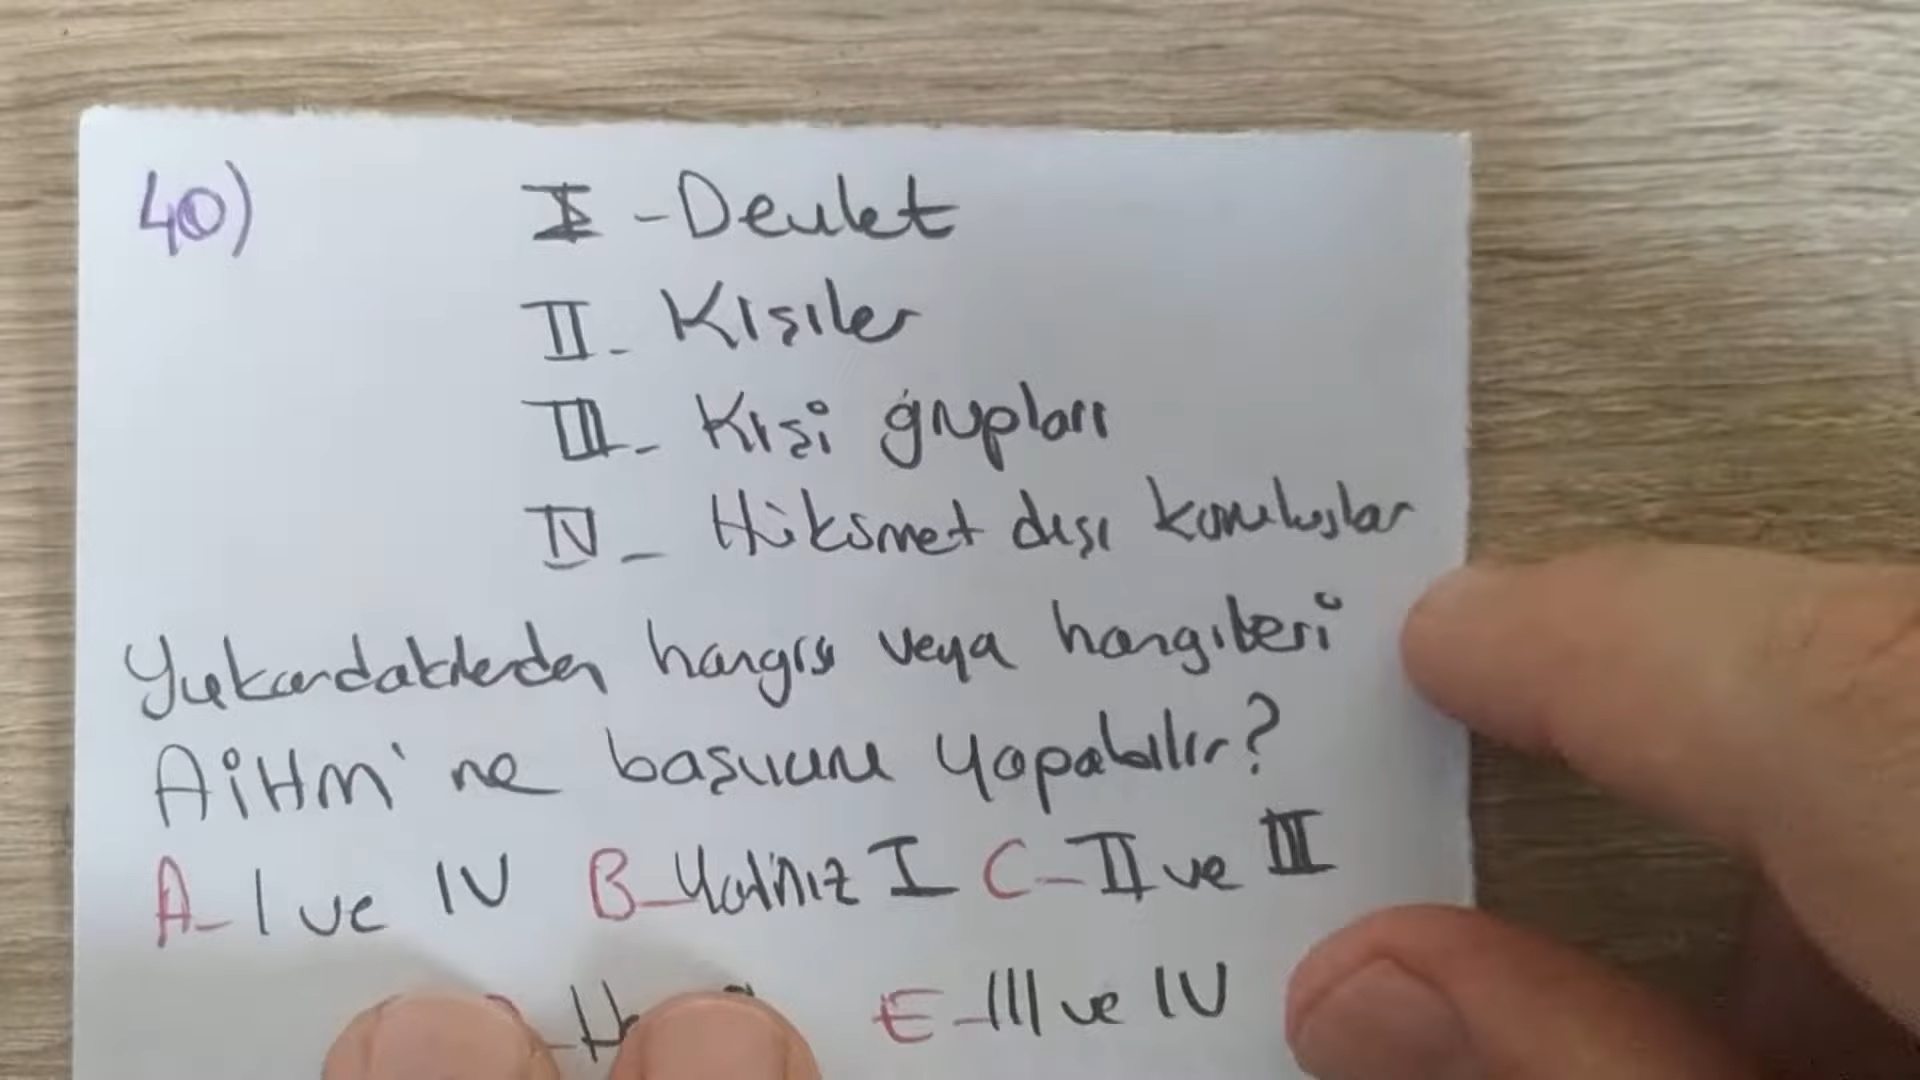 40) I - Devlet
II - Kişiler
III - Kişi grupları
IV - Hükümet dışı kuruluşlar
Yukarıdakilerden hangisi veya hangileri
AİHM' ne başvuru yapabilir?
A- I ve IV B- Yalnız I C- II ve III
E- III ve IV